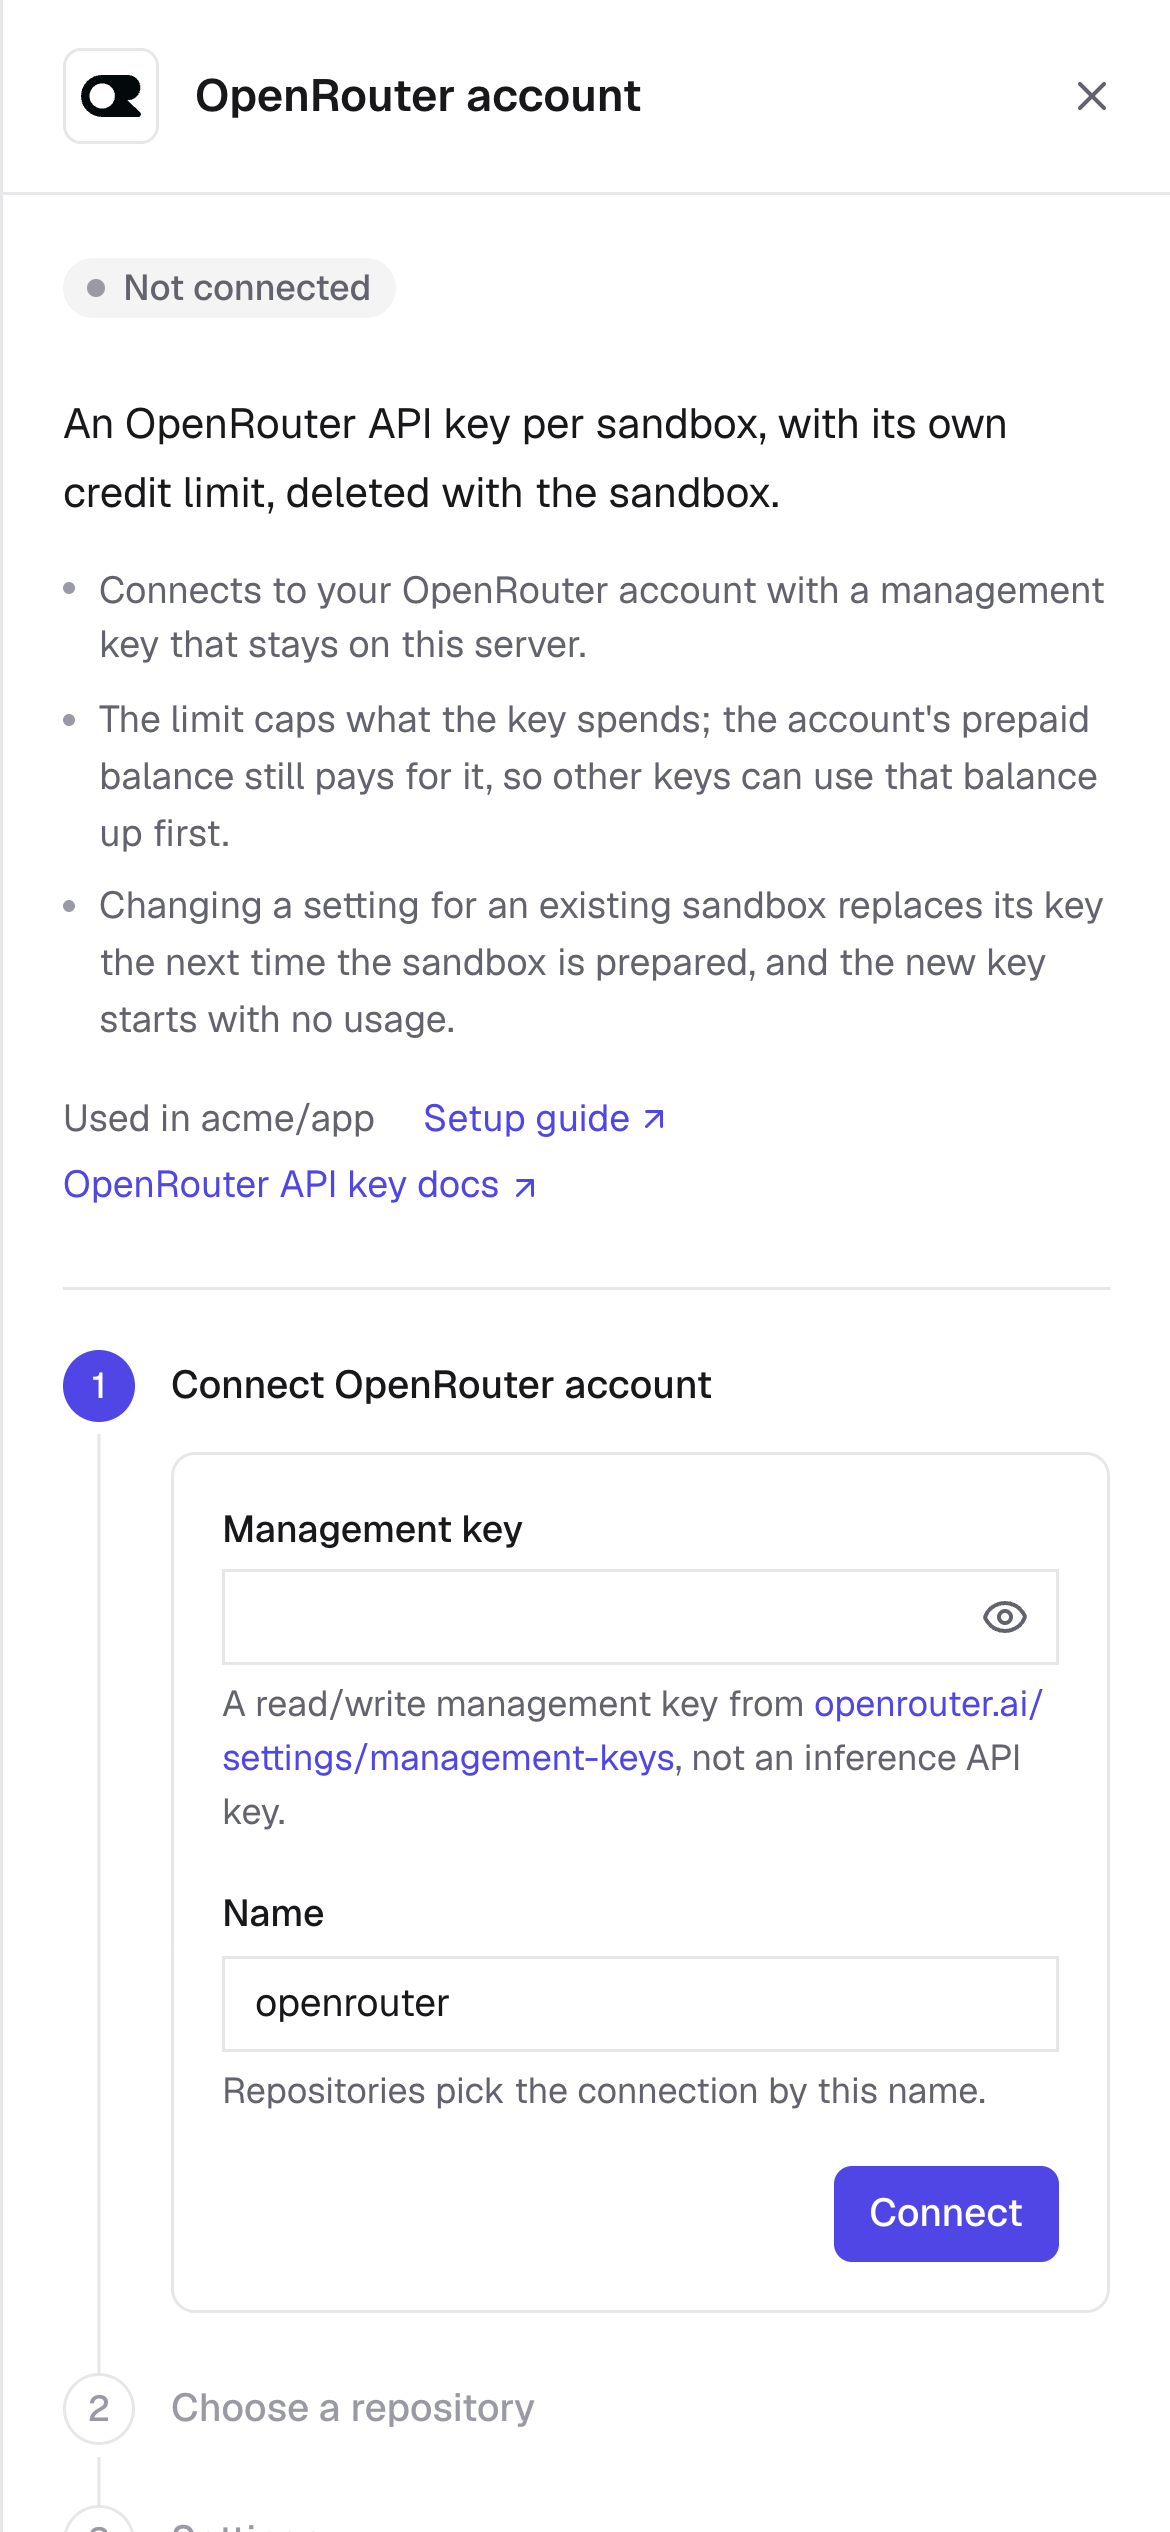 OpenRouter account
Not connected
An OpenRouter API key per sandbox, with its own
credit limit, deleted with the sandbox.
Connects to your OpenRouter account with a management
key that stays on this server.
The limit caps what the key spends; the account's prepaid
balance still pays for it, so other keys can use that balance
up first.
Changing a setting for an existing sandbox replaces its key
the next time the sandbox is prepared, and the new key
starts with no usage.
Used in acme/app Setup guide ↗
OpenRouter API key docs ↗
1 Connect OpenRouter account
Management key
A read/write management key from openrouter.ai/
settings/management-keys, not an inference API
key.
Name
openrouter
Repositories pick the connection by this name.
Connect
2 Choose a repository